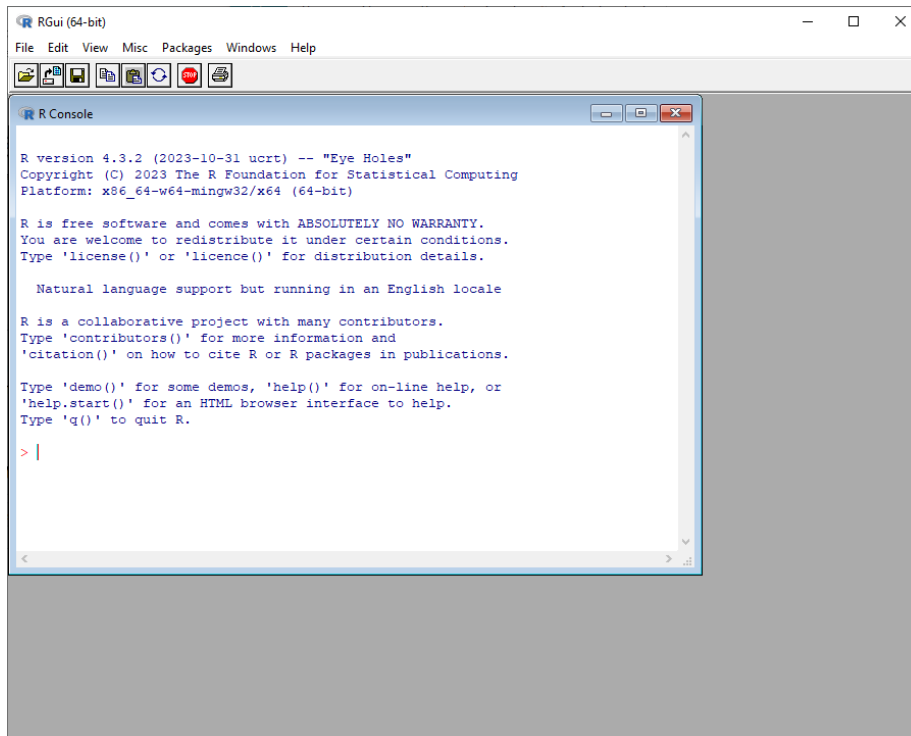 RGui (64-bit)
File Edit View Misc Packages Windows Help
STOP
R Console
R version 4.3.2 (2023-10-31 ucrt) -- "Eye Holes"
Copyright (C) 2023 The R Foundation for Statistical Computing
Platform: x86_64-w64-mingw32/x64 (64-bit)
R is free software and comes with ABSOLUTELY NO WARRANTY.
You are welcome to redistribute it under certain conditions.
Type 'license()' or 'licence()' for distribution details.
Natural language support but running in an English locale
R is a collaborative project with many contributors.
Type 'contributors()' for more information and
'citation()' on how to cite R or R packages in publications.
Type 'demo()' for some demos, 'help()' for on-line help, or
'help.start()' for an HTML browser interface to help.
Type 'q()' to quit R.
>